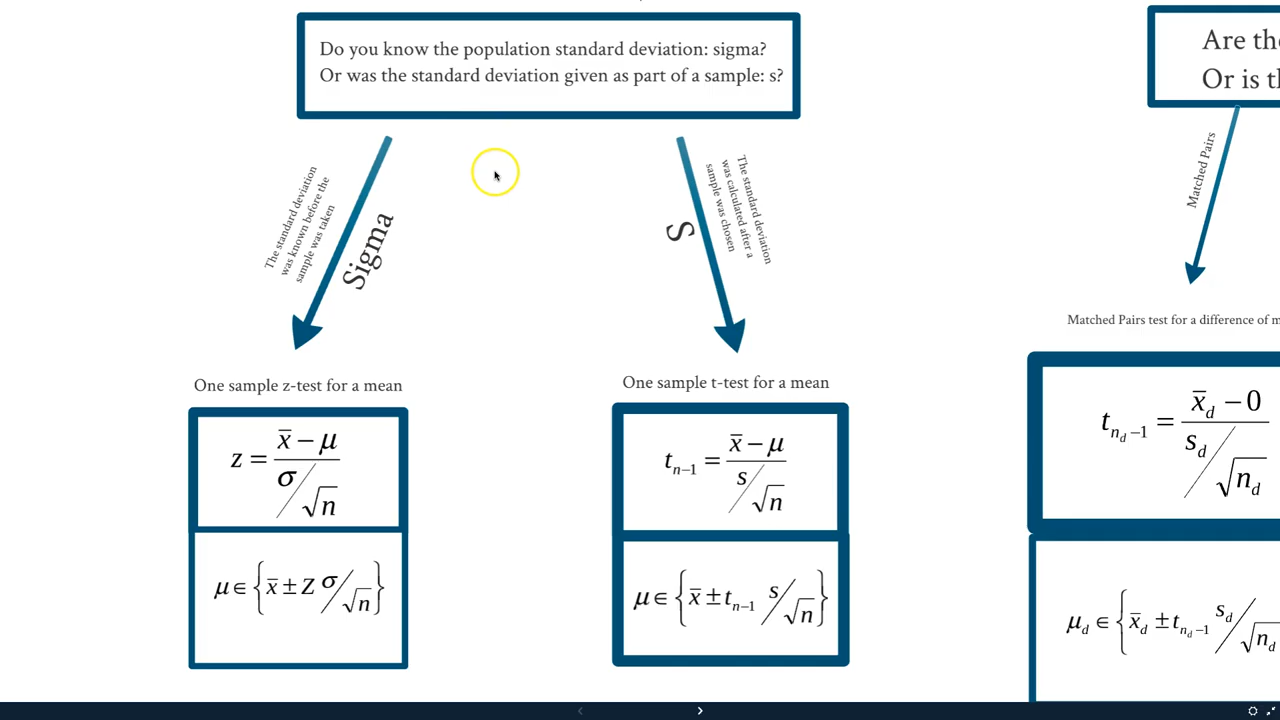 Do you know the population standard deviation: sigma?
Or was the standard deviation given as part of a sample: s?
The standard deviation
was known before the
sample was taken
Sigma
S
The standard deviation
was calculated after a
sample was chosen
One sample z-test for a mean
z = x̄ − μ / σ/√n
μ ∈ {x̄ ± Z σ/√n}
One sample t-test for a mean
tₙ₋₁ = x̄ − μ / s/√n
μ ∈ {x̄ ± tₙ₋₁ s/√n}
Are the
Or is th
Matched Pairs
Matched Pairs test for a difference of m
t_{n_d −1} = x̄_d − 0 / s_d/√n_d
μ_d ∈ {x̄_d ± t_{n_d −1} s_d/√n_d